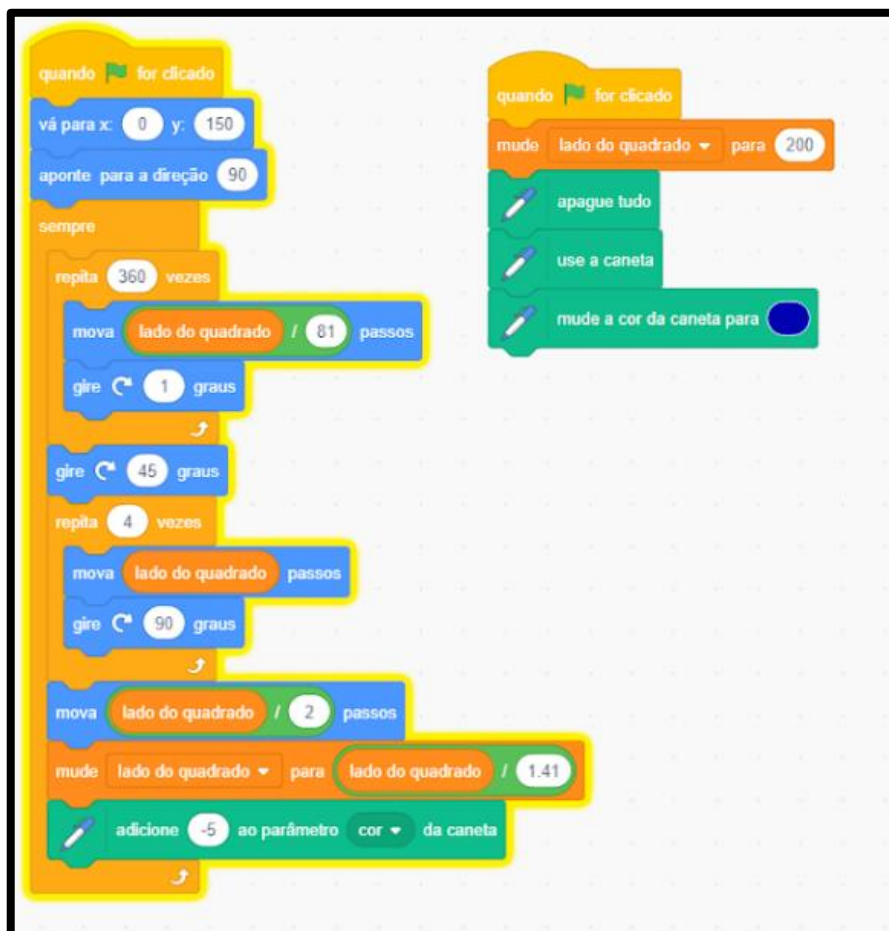 quando for clicado
vá para x: 0 y: 150
aponte para a direção 90
sempre
repita 360 vezes
mova lado do quadrado / 81 passos
gire 1 graus
gire 45 graus
repita 4 vezes
mova lado do quadrado passos
gire 90 graus
mova lado do quadrado / 2 passos
mude lado do quadrado para lado do quadrado / 1.41
adicione -5 ao parâmetro cor da caneta
quando for clicado
mude lado do quadrado para 200
apague tudo
use a caneta
mude a cor da caneta para